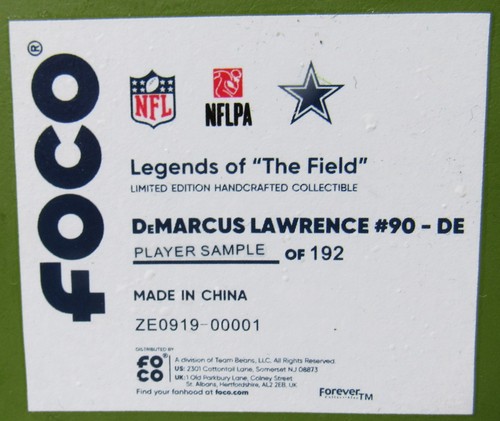 FOCO®
NFL
NFLPA
Legends of "The Field"
LIMITED EDITION HANDCRAFTED COLLECTIBLE
DeMARCUS LAWRENCE #90 - DE
PLAYER SAMPLE OF 192
MADE IN CHINA
ZE0919-00001
DISTRIBUTED BY
FOCO®
A division of Team Beans, LLC. All Rights Reserved.
US: 2301 Cottontail Lane, Somerset NJ 08873
UK: 1 Old Parkbury Lane, Colney Street
St. Albans, Hertfordshire, AL2 2EB, UK
Find your fanhood at foco.com
Forever TM
COLLECTIBLES